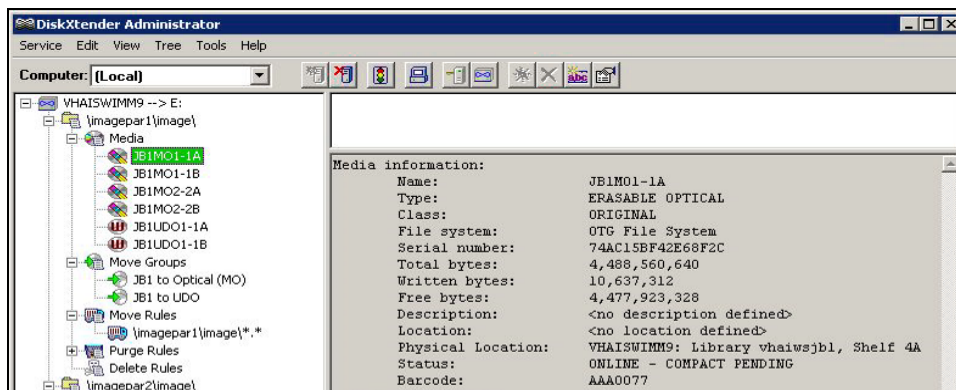 DiskXtender Administrator
Service Edit View Tree Tools Help
Computer: (Local)
abc
VHAISWIMM9 --> E:
\imagepar1\image\
Media
JB1MO1-1A
JB1MO1-1B
JB1MO2-2A
JB1MO2-2B
JB1UDO1-1A
JB1UDO1-1B
Move Groups
JB1 to Optical (MO)
JB1 to UDO
Move Rules
\imagepar1\image\*.*
Purge Rules
Delete Rules
\imagepar2\image\
Media information:
Name: JB1MO1-1A
Type: ERASABLE OPTICAL
Class: ORIGINAL
File system: OTG File System
Serial number: 74AC15BF42E68F2C
Total bytes: 4,488,560,640
Written bytes: 10,637,312
Free bytes: 4,477,923,328
Description: <no description defined>
Location: <no location defined>
Physical Location: VHAISWIMM9: Library vhaiwsjb1, Shelf 4A
Status: ONLINE - COMPACT PENDING
Barcode: AAA0077